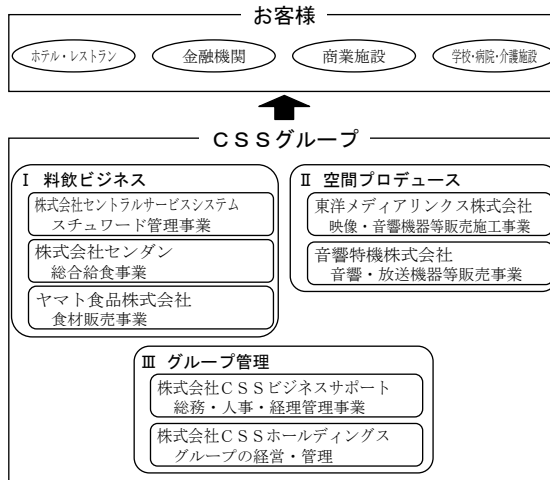 お客様
ホテル・レストラン
金融機関
商業施設
学校・病院・介護施設
CSSグループ
Ⅰ 料飲ビジネス
株式会社セントラルサービスシステム
スチュワード管理事業
株式会社センダン
総合給食事業
ヤマト食品株式会社
食材販売事業
Ⅱ 空間プロデュース
東洋メディアリンクス株式会社
映像・音響機器等販売施工事業
音響特機株式会社
音響・放送機器等販売事業
Ⅲ グループ管理
株式会社CSSビジネスサポート
総務・人事・経理管理事業
株式会社CSSホールディングス
グループの経営・管理